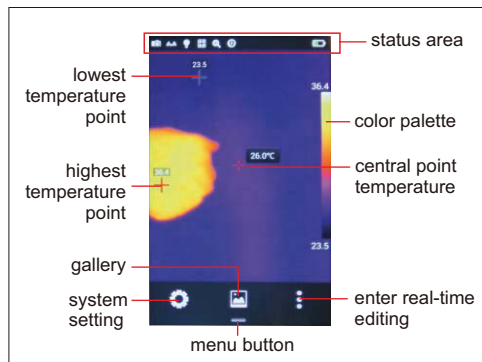 status area
23.5
lowest
temperature
point
36.4
color palette
26.0°C
central point
temperature
36.4
highest
temperature
point
23.5
gallery
system
setting
enter real-time
editing
menu button